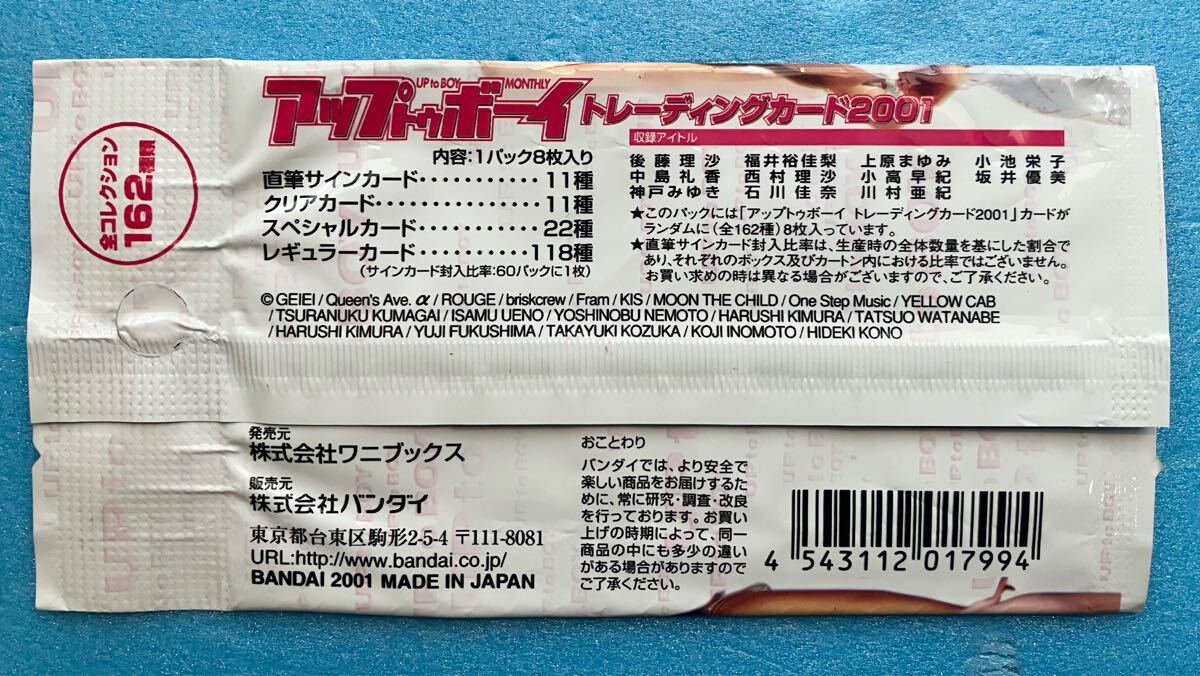 全コレクション
162種類
UP to BOY MONTHLY
アップトゥボーイ トレーディングカード2001
内容:1パック8枚入り
直筆サインカード・・・・・・・・・・11種
クリアカード・・・・・・・・・・・・・・11種
スペシャルカード・・・・・・・・・・・22種
レギュラーカード・・・・・・・・・118種
(サインカード封入比率:60パックに1枚)
収録アイドル
後藤理沙 福井裕佳梨 上原まゆみ 小池栄子
中島礼香 西村理沙 小高早紀 坂井優美
神戸みゆき 石川佳奈 川村亜紀
★このパックには「アップトゥボーイ トレーディングカード2001」カードが
ランダムに(全162種)8枚入っています。
★直筆サインカード封入比率は、生産時の全体数量を基にした割合で
あり、それぞれのボックス及びカートン内における比率ではございません。
お買い求めの時は異なる場合がございますので、ご了承ください。
© GEIEI / Queen's Ave. α / ROUGE / briskcrew / Fram / KIS / MOON THE CHILD / One Step Music / YELLOW CAB
/ TSURANUKU KUMAGAI / ISAMU UENO / YOSHINOBU NEMOTO / HARUSHI KIMURA / TATSUO WATANABE
/ HARUSHI KIMURA / YUJI FUKUSHIMA / TAKAYUKI KOZUKA / KOJI INOMOTO / HIDEKI KONO
発売元
株式会社ワニブックス
販売元
株式会社バンダイ
東京都台東区駒形2-5-4 〒111-8081
URL:http://www.bandai.co.jp/
BANDAI 2001 MADE IN JAPAN
おことわり
バンダイでは、より安全で
楽しい商品をお届けするた
めに、常に研究・調査・改良
を行っております。お買い
上げの時期によって、同一
商品の中にも多少の違い
がある場合がありますので
ご了承ください。
4 543112 017994